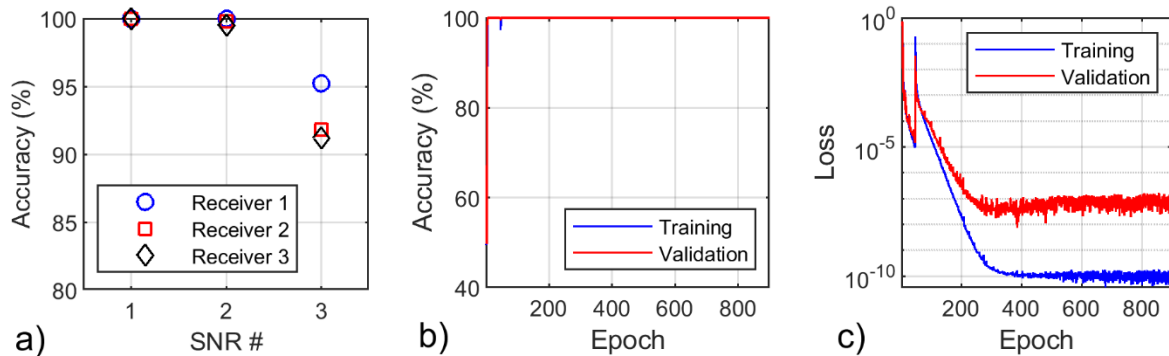 100
95
90
85
80
Accuracy (%)
Receiver 1
Receiver 2
Receiver 3
1 2 3
SNR #
a)
100
80
60
40
Accuracy (%)
Training
Validation
200 400 600 800
Epoch
b)
10^0
10^-5
10^-10
Loss
Training
Validation
200 400 600 800
Epoch
c)